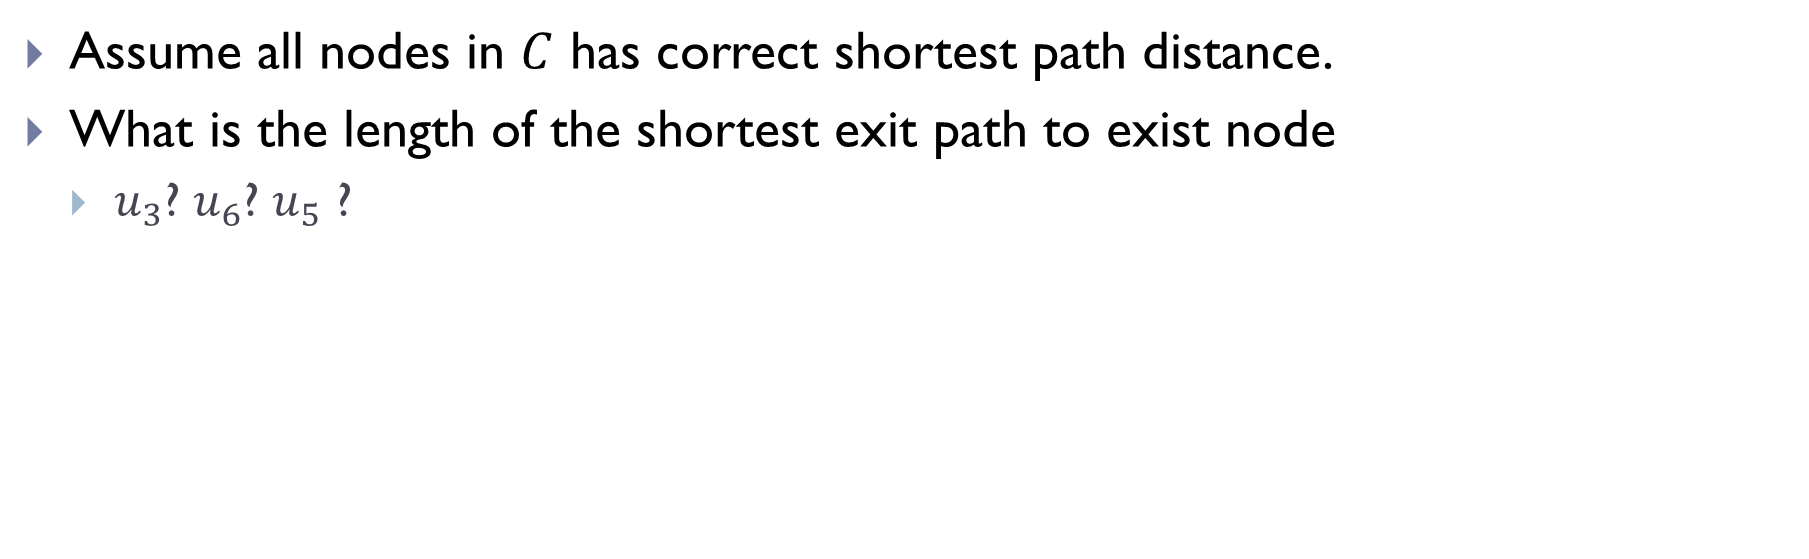 Assume all nodes in C has correct shortest path distance.
What is the length of the shortest exit path to exist node
u₃? u₆? u₅ ?